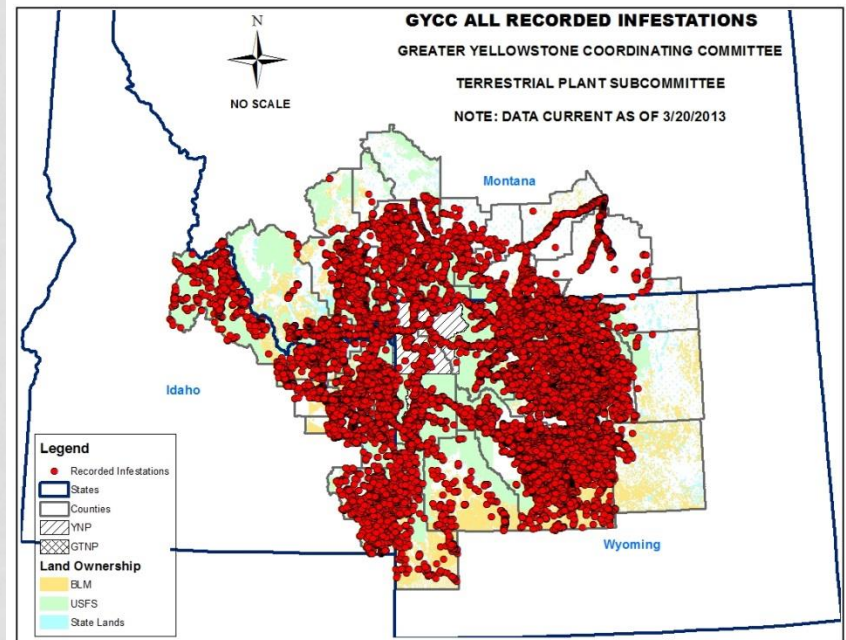 GYCC ALL RECORDED INFESTATIONS
GREATER YELLOWSTONE COORDINATING COMMITTEE
TERRESTRIAL PLANT SUBCOMMITTEE
NOTE: DATA CURRENT AS OF 3/20/2013
N
NO SCALE
Montana
Idaho
Wyoming
Legend
Recorded Infestations
States
Counties
YNP
GTNP
Land Ownership
BLM
USFS
State Lands